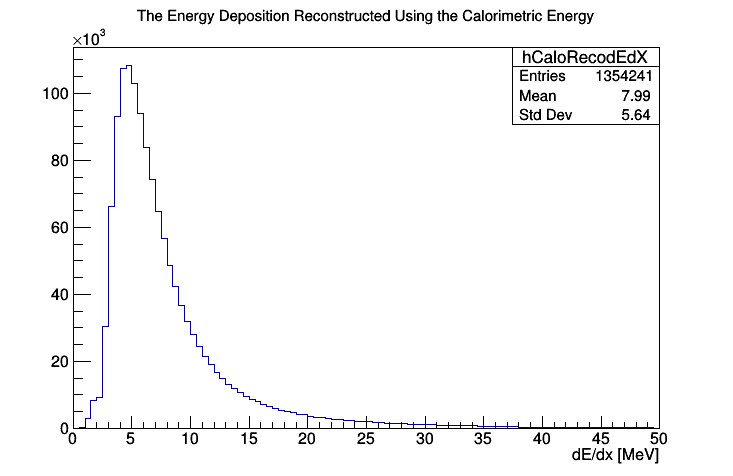 The Energy Deposition Reconstructed Using the Calorimetric Energy
×10³
hCaloRecodEdX
Entries 1354241
Mean 7.99
Std Dev 5.64
100
80
60
40
20
0
0 5 10 15 20 25 30 35 40 45 50
dE/dx [MeV]